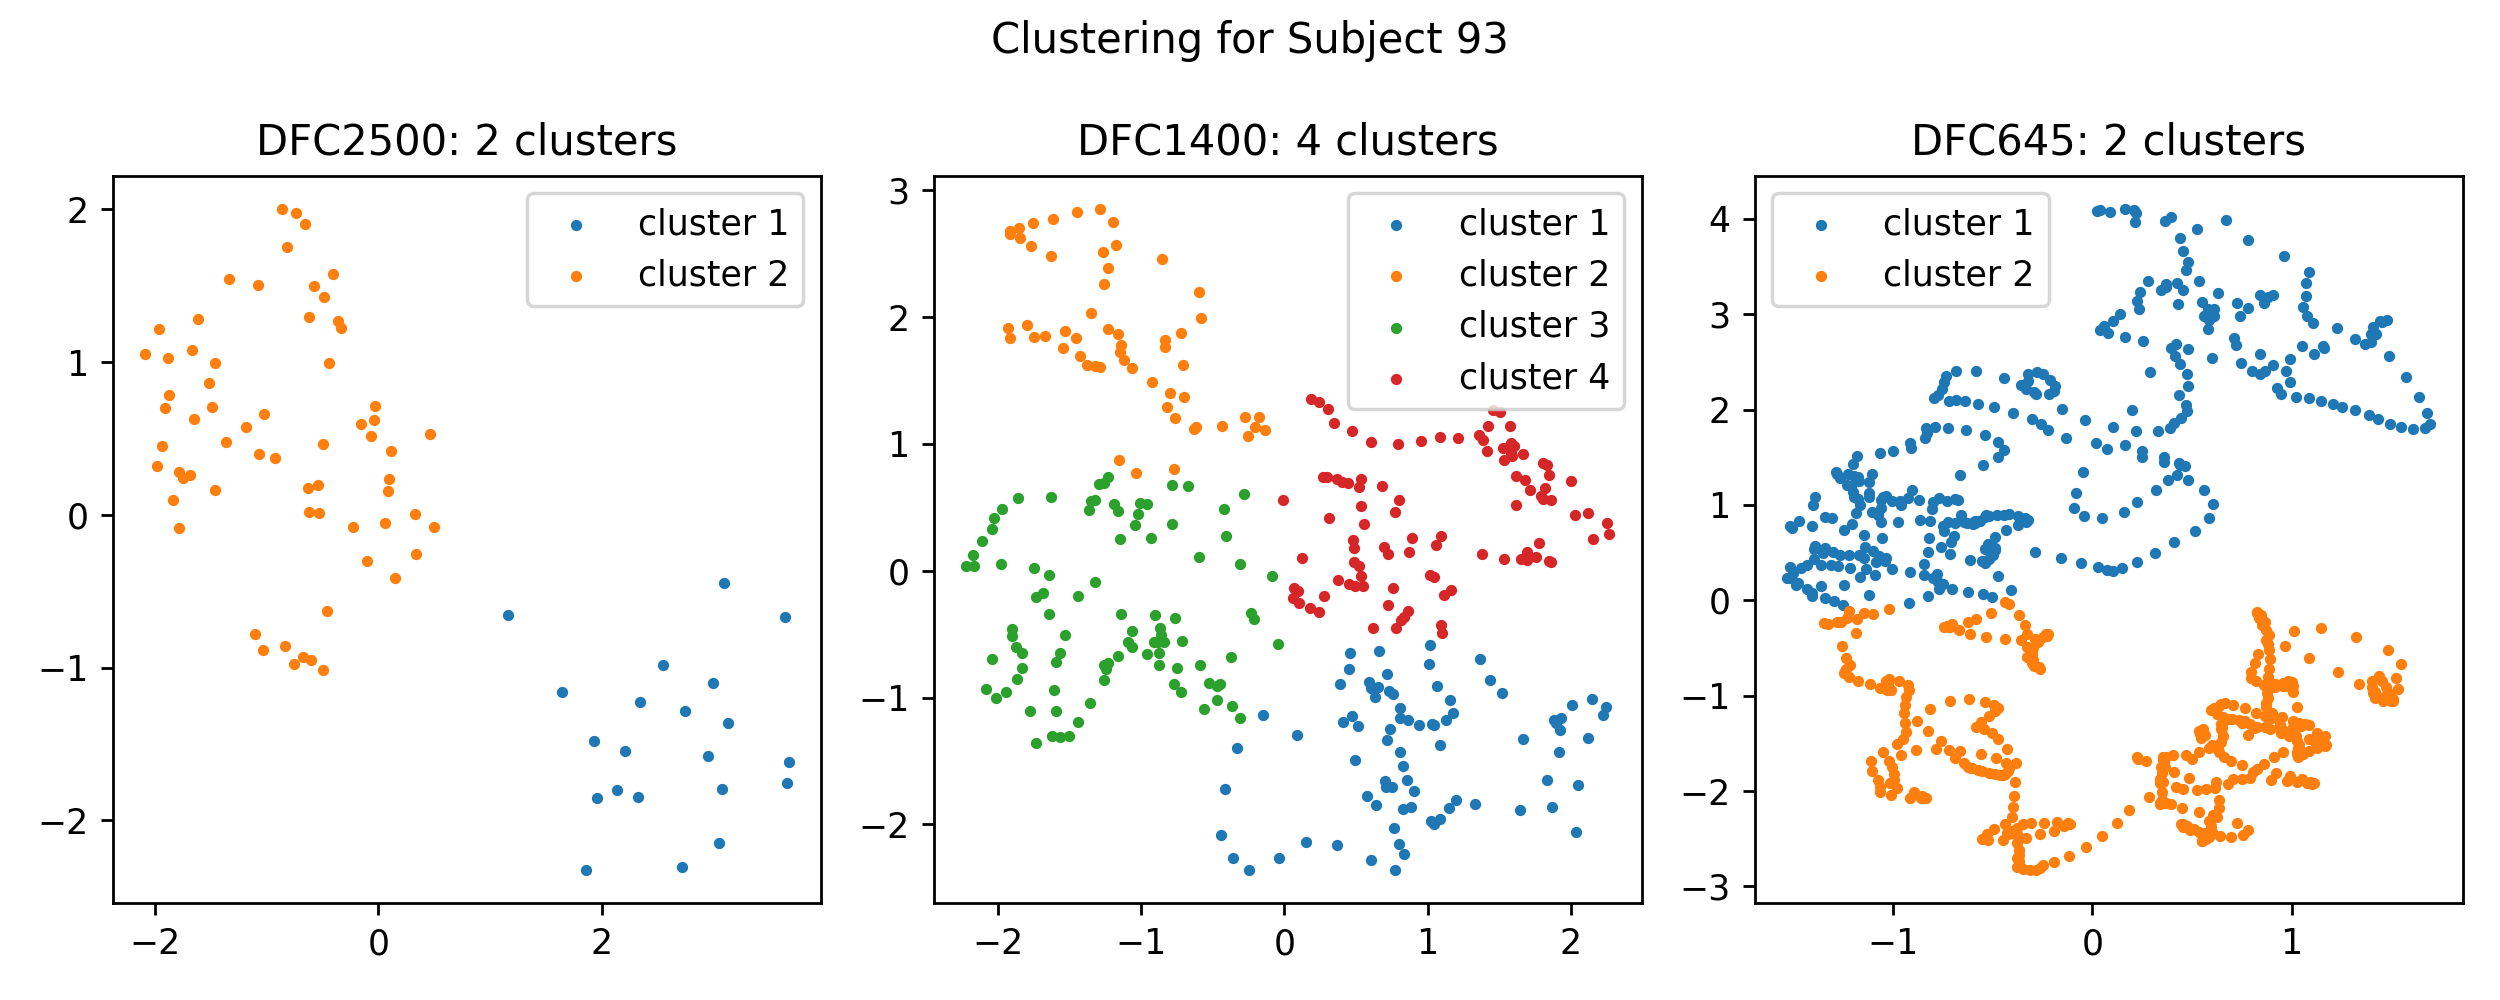 Clustering for Subject 93
DFC2500: 2 clusters
cluster 1
cluster 2
2
1
0
−1
−2
−2
0
2
DFC1400: 4 clusters
cluster 1
cluster 2
cluster 3
cluster 4
3
2
1
0
−1
−2
−2
−1
0
1
2
DFC645: 2 clusters
cluster 1
cluster 2
4
3
2
1
0
−1
−2
−3
−1
0
1